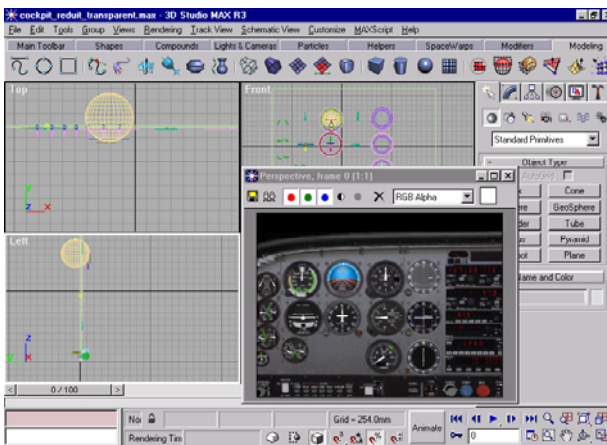 cockpit_reduit_transparent.max - 3D Studio MAX R3
File Edit Tools Group Views Rendering Track View Schematic View Customize MAXScript Help
Main Toolbar Shapes Compounds Lights & Cameras Particles Helpers SpaceWarps Modifiers Modeling
Top
Front
Standard Primitives
Object Type
AutoGrid
Perspective, frame 0 (1:1)
RGB Alpha
Cone
GeoSphere
Tube
Pyramid
Plane
Name and Color
Left
z
x
y
z
y
x
0 / 100
Grid = 254.0mm
Animate
0
Rendering Tim